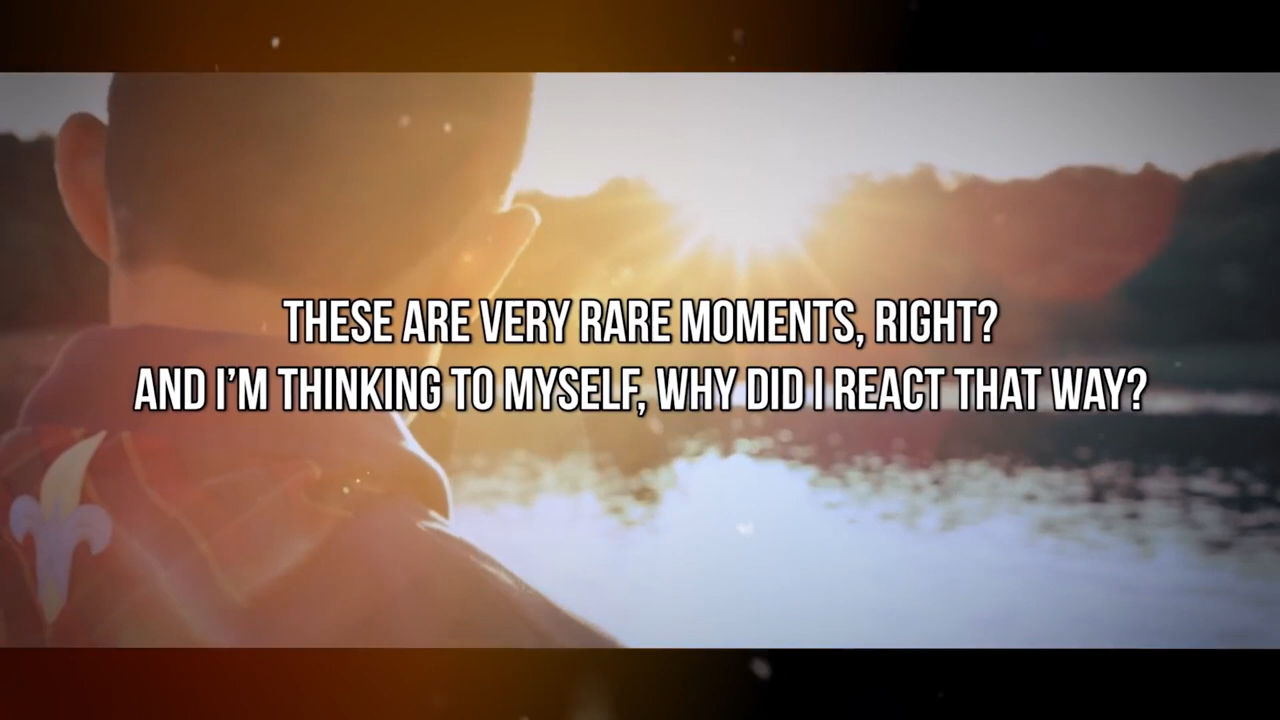 THESE ARE VERY RARE MOMENTS, RIGHT?
AND I’M THINKING TO MYSELF, WHY DID I REACT THAT WAY?